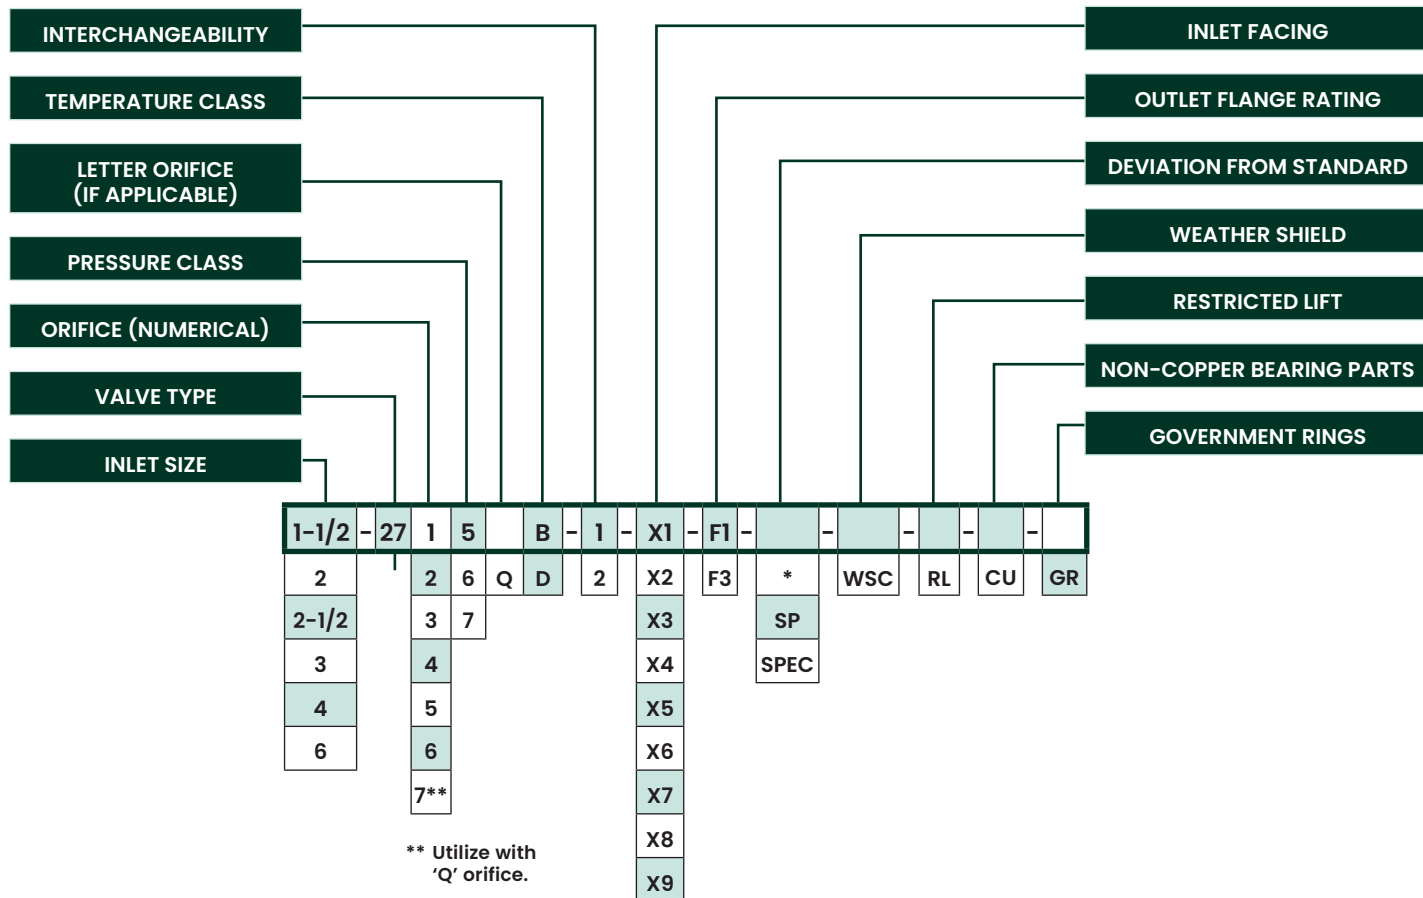 INTERCHANGEABILITY
TEMPERATURE CLASS
LETTER ORIFICE
(IF APPLICABLE)
PRESSURE CLASS
ORIFICE (NUMERICAL)
VALVE TYPE
INLET SIZE
INLET FACING
OUTLET FLANGE RATING
DEVIATION FROM STANDARD
WEATHER SHIELD
RESTRICTED LIFT
NON-COPPER BEARING PARTS
GOVERNMENT RINGS
1-1/2 - 27 1 5 B - 1 - X1 - F1 - - - - -
2 2 6 Q D 2 X2 F3 * WSC RL CU GR
2-1/2 3 7 X3 SP
3 4 X4 SPEC
4 5 X5
6 6 X6
7** X7
X8
** Utilize with
'Q' orifice.
X9